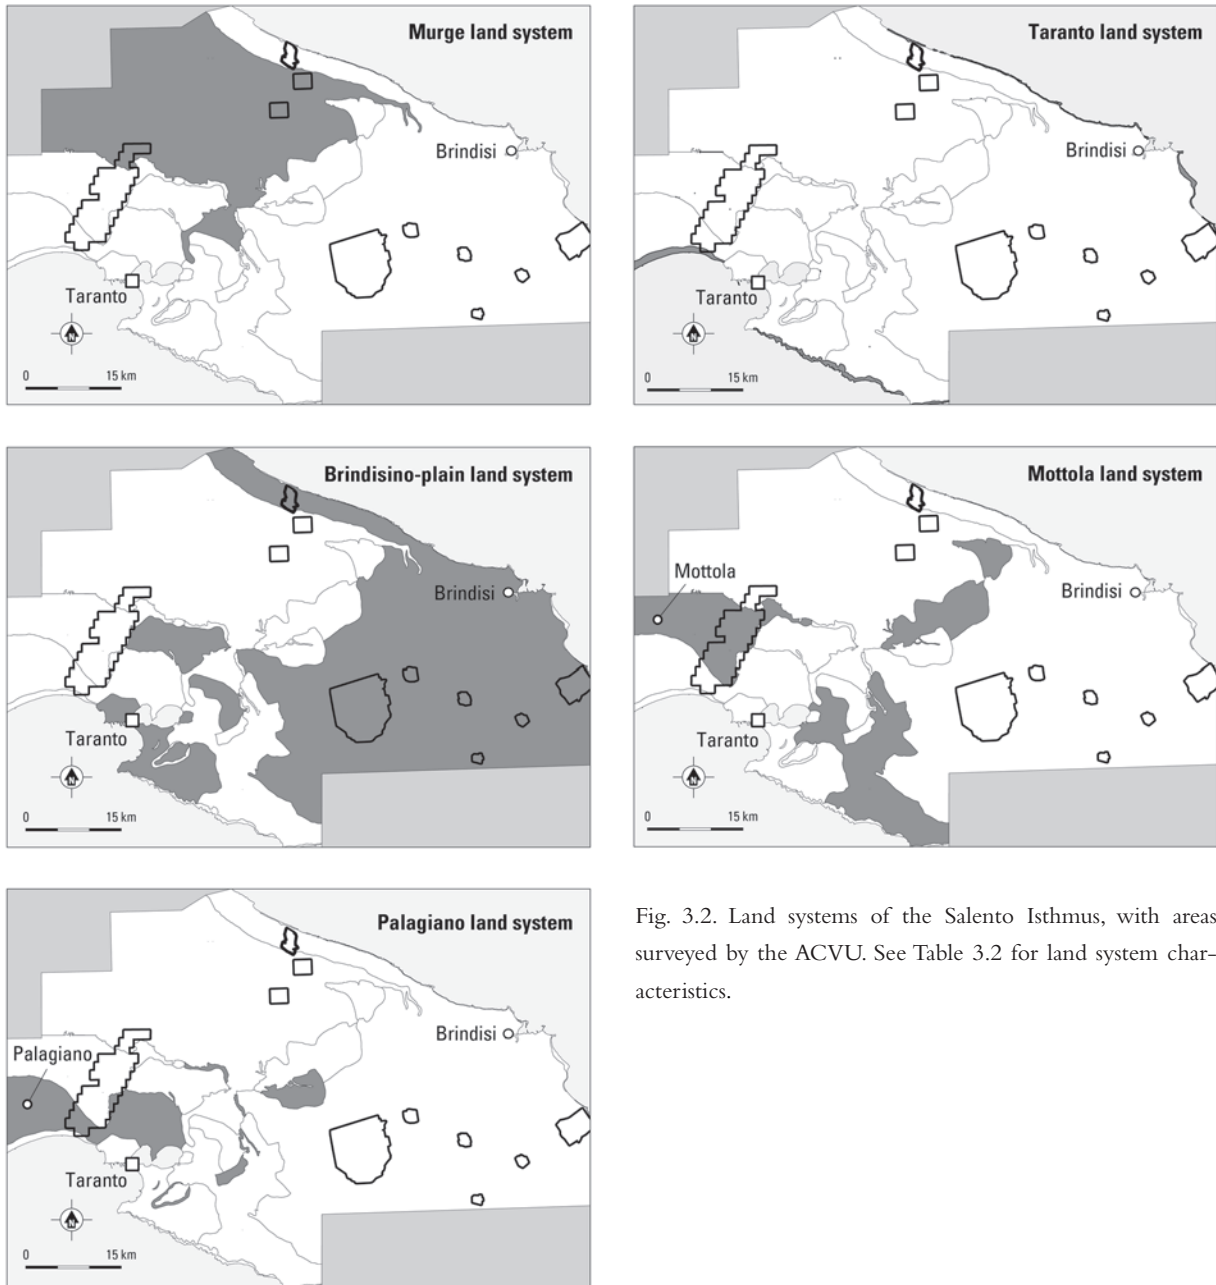 Murge land system
Brindisi
Taranto
N
0 15 km
Taranto land system
Brindisi
Taranto
N
0 15 km
Brindisino-plain land system
Brindisi
Taranto
N
0 15 km
Mottola land system
Mottola
Brindisi
Taranto
N
0 15 km
Palagiano land system
Brindisi
Palagiano
Taranto
N
0 15 km
Fig. 3.2. Land systems of the Salento Isthmus, with areas
surveyed by the ACVU. See Table 3.2 for land system char-
acteristics.